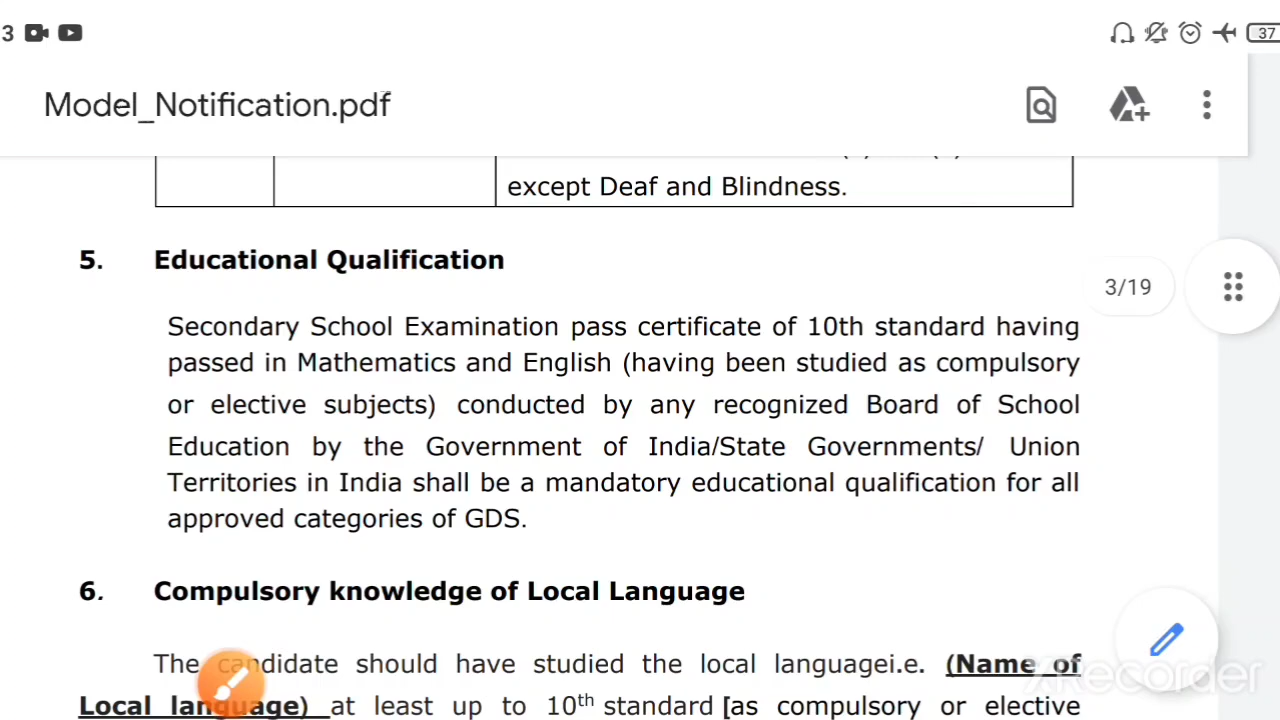 3
37
Model_Notification.pdf
except Deaf and Blindness.
5. Educational Qualification
3/19
Secondary School Examination pass certificate of 10th standard having
passed in Mathematics and English (having been studied as compulsory
or elective subjects) conducted by any recognized Board of School
Education by the Government of India/State Governments/ Union
Territories in India shall be a mandatory educational qualification for all
approved categories of GDS.
6. Compulsory knowledge of Local Language
The candidate should have studied the local languagei.e. (Name of
Local language) at least up to 10th standard [as compulsory or elective
XRecorder